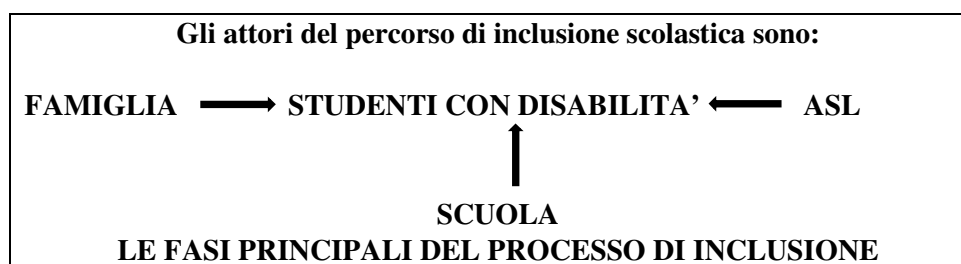 Gli attori del percorso di inclusione scolastica sono:
FAMIGLIA STUDENTI CON DISABILITA’ ASL
SCUOLA
LE FASI PRINCIPALI DEL PROCESSO DI INCLUSIONE